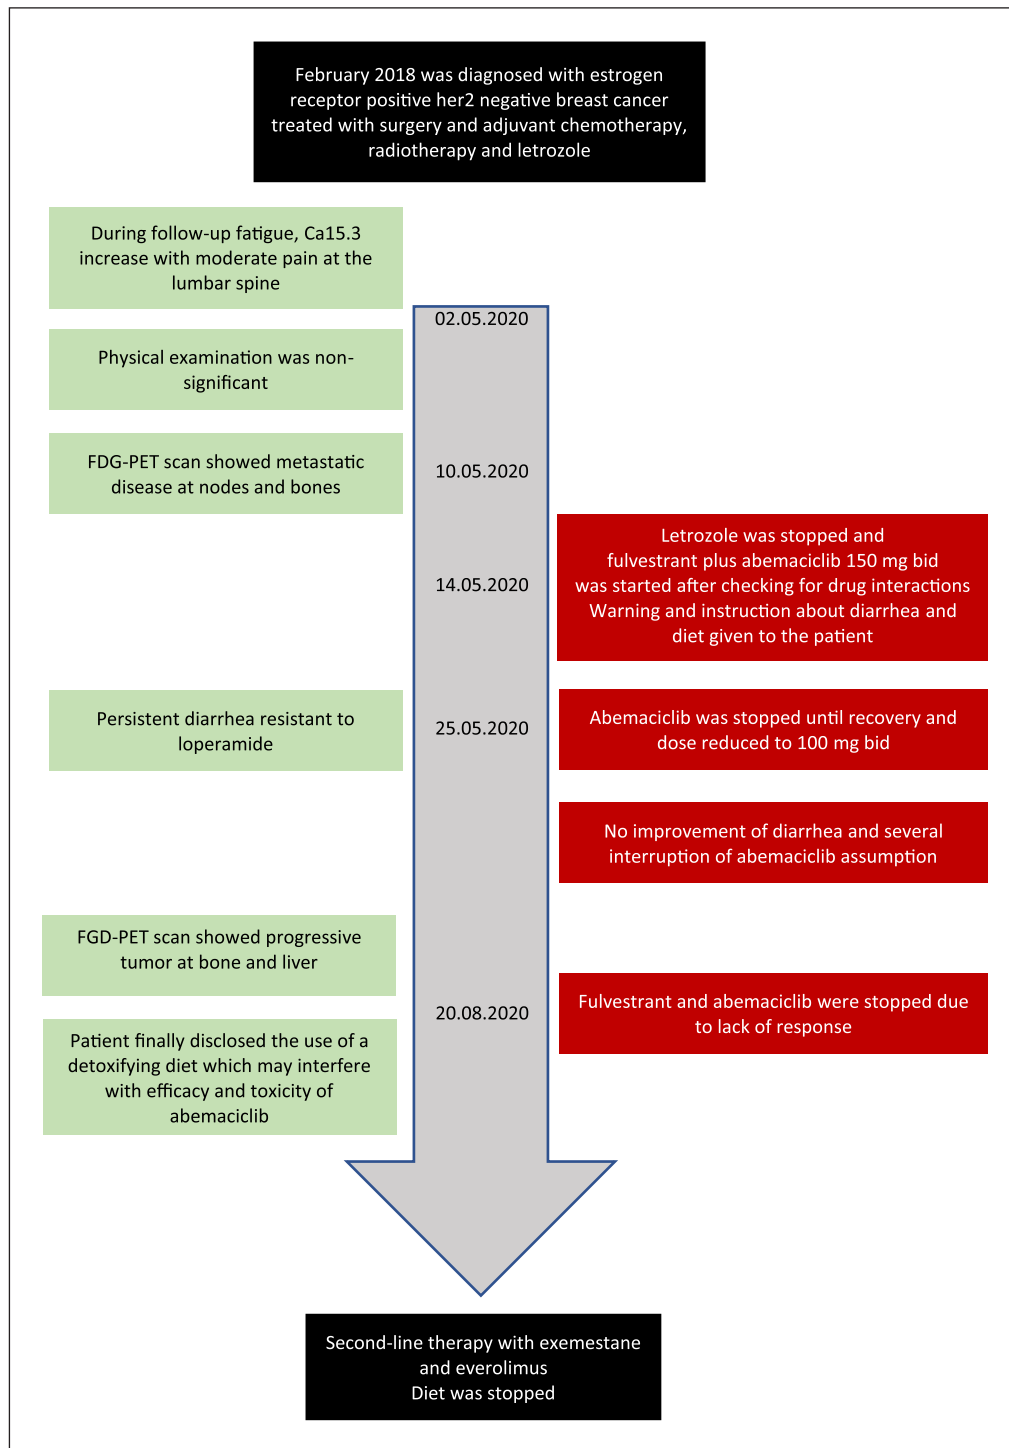 February 2018 was diagnosed with estrogen
receptor positive her2 negative breast cancer
treated with surgery and adjuvant chemotherapy,
radiotherapy and letrozole
During follow-up fatigue, Ca15.3
increase with moderate pain at the
lumbar spine
02.05.2020
Physical examination was non-
significant
FDG-PET scan showed metastatic
disease at nodes and bones
10.05.2020
14.05.2020
Letrozole was stopped and
fulvestrant plus abemaciclib 150 mg bid
was started after checking for drug interactions
Warning and instruction about diarrhea and
diet given to the patient
Persistent diarrhea resistant to
loperamide
25.05.2020
Abemaciclib was stopped until recovery and
dose reduced to 100 mg bid
No improvement of diarrhea and several
interruption of abemaciclib assumption
FGD-PET scan showed progressive
tumor at bone and liver
20.08.2020
Fulvestrant and abemaciclib were stopped due
to lack of response
Patient finally disclosed the use of a
detoxifying diet which may interfere
with efficacy and toxicity of
abemaciclib
Second-line therapy with exemestane
and everolimus
Diet was stopped